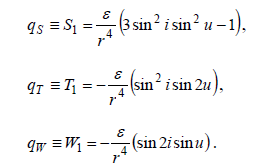 q_S ≡ S_1 = ε/r^4 (3 sin^2 i sin^2 u − 1),
q_T ≡ T_1 = − ε/r^4 (sin^2 i sin 2u),
q_W ≡ W_1 = − ε/r^4 (sin 2i sin u).